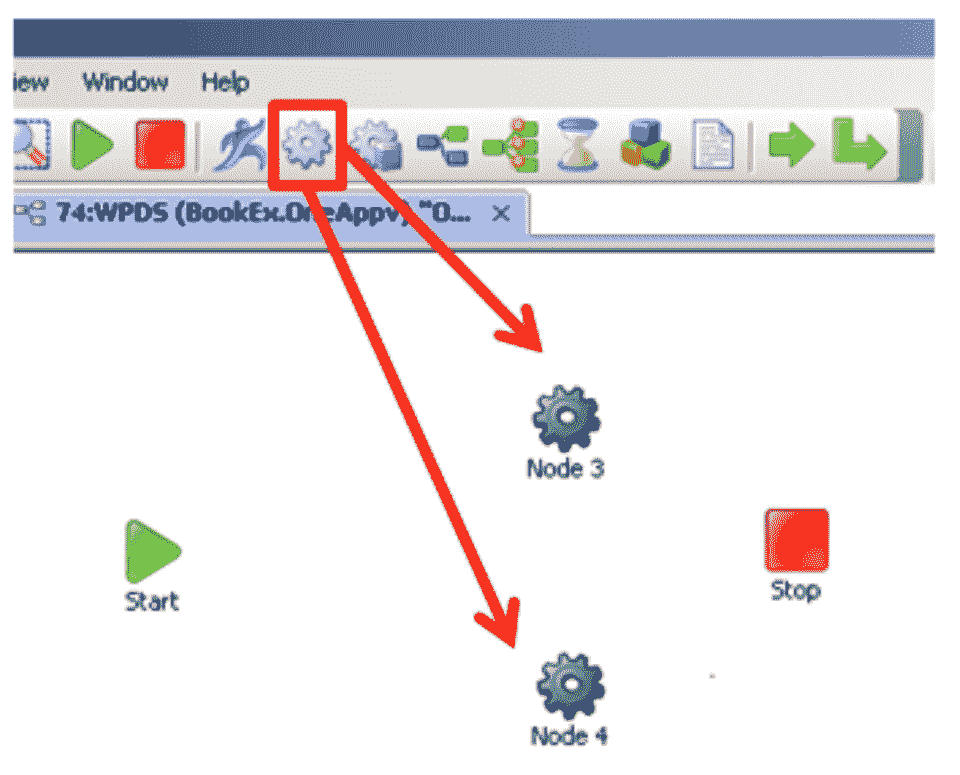 iew Window Help
74:WPDS (BookEx.OneAppv) "O...
Node 3
Start
Stop
Node 4